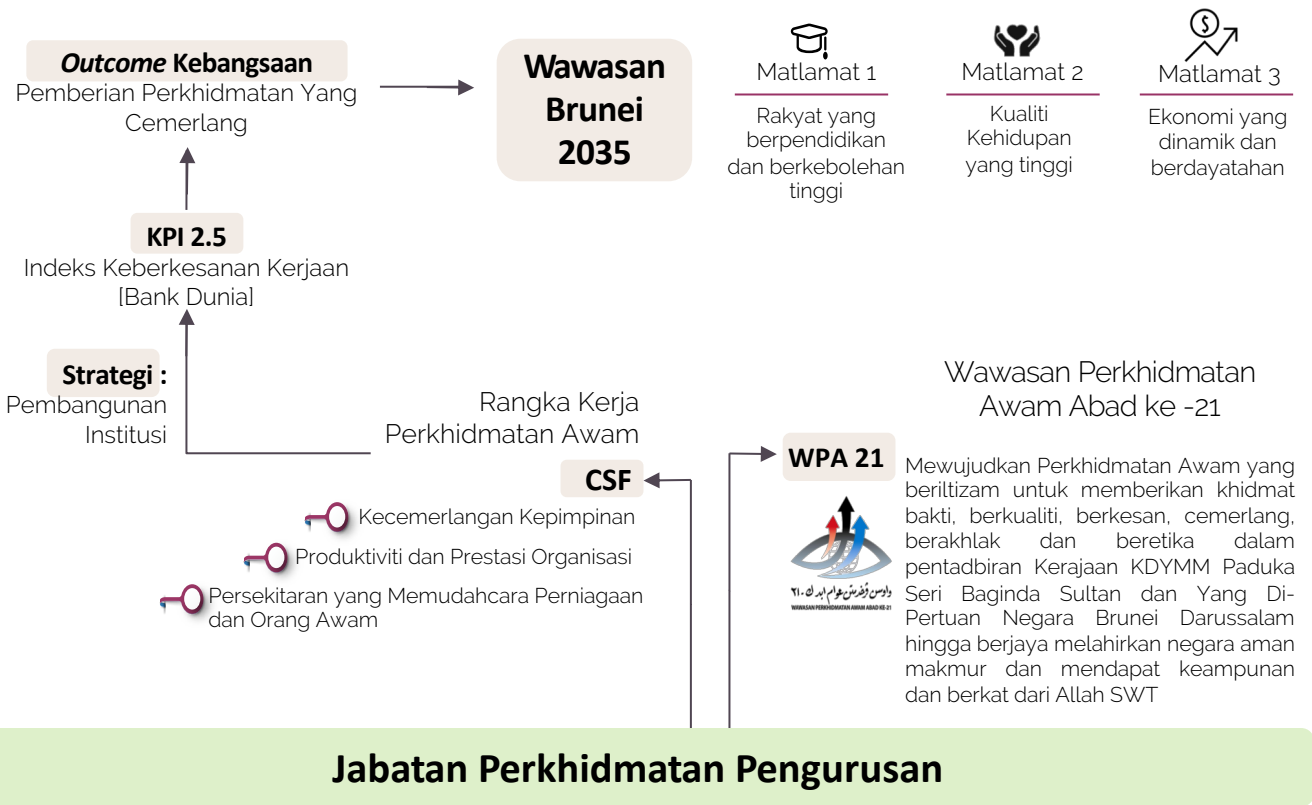 Outcome Kebangsaan
Pemberian Perkhidmatan Yang
Cemerlang
Wawasan
Brunei
2035
Matlamat 1
Rakyat yang
berpendidikan
dan berkebolehan
tinggi
Matlamat 2
Kualiti
Kehidupan
yang tinggi
$
Matlamat 3
Ekonomi yang
dinamik dan
berdayatahan
KPI 2.5
Indeks Keberkesanan Kerjaan
[Bank Dunia]
Strategi :
Pembangunan
Institusi
Rangka Kerja
Perkhidmatan Awam
CSF
Kecemerlangan Kepimpinan
Produktiviti dan Prestasi Organisasi
Persekitaran yang Memudahcara Perniagaan
dan Orang Awam
Wawasan Perkhidmatan
Awam Abad ke -21
WPA 21
واوسن ڤرخدمتن عوام ابد ك-٢١
WAWASAN PERKHIDMATAN AWAM ABAD KE-21
Mewujudkan Perkhidmatan Awam yang
beriltizam untuk memberikan khidmat
bakti, berkualiti, berkesan, cemerlang,
berakhlak dan beretika dalam
pentadbiran Kerajaan KDYMM Paduka
Seri Baginda Sultan dan Yang Di-
Pertuan Negara Brunei Darussalam
hingga berjaya melahirkan negara aman
makmur dan mendapat keampunan
dan berkat dari Allah SWT
Jabatan Perkhidmatan Pengurusan